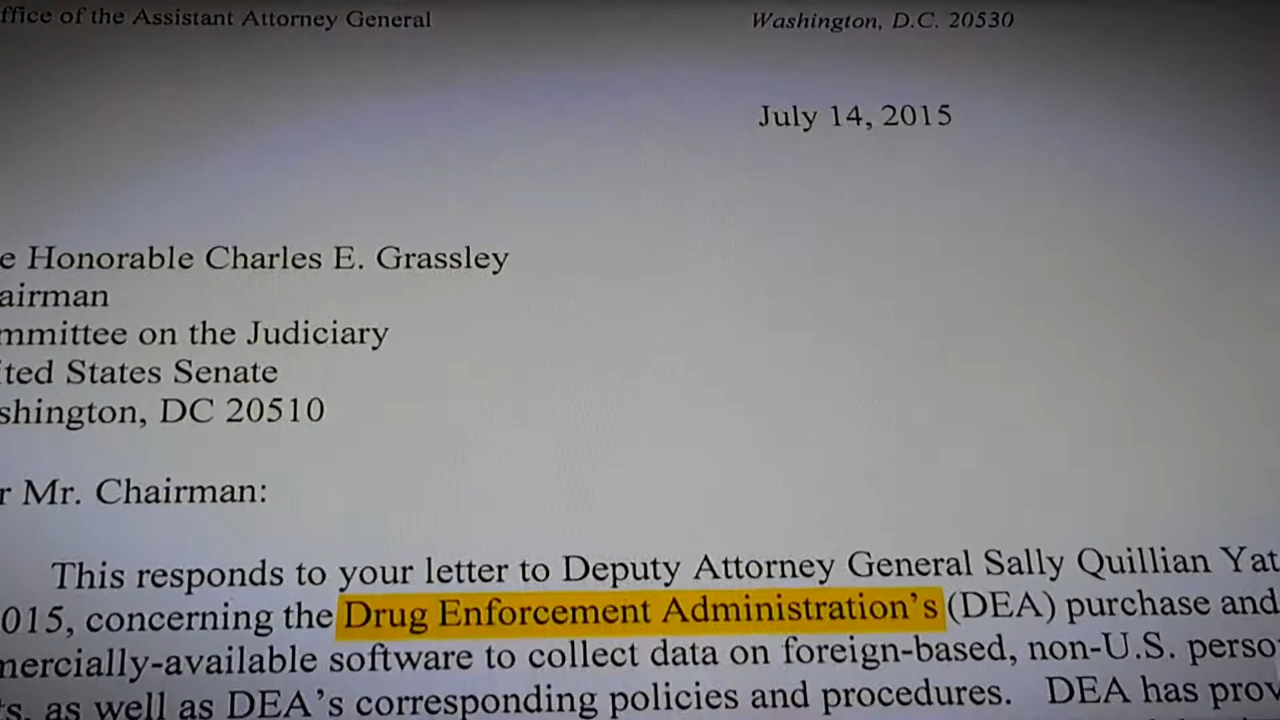 ffice of the Assistant Attorney General
Washington, D.C. 20530
July 14, 2015
e Honorable Charles E. Grassley
airman
mmittee on the Judiciary
ited States Senate
shington, DC 20510
r Mr. Chairman:
This responds to your letter to Deputy Attorney General Sally Quillian Yat
015, concerning the Drug Enforcement Administration's (DEA) purchase and
mercially-available software to collect data on foreign-based, non-U.S. perso
ts, as well as DEA's corresponding policies and procedures. DEA has prov